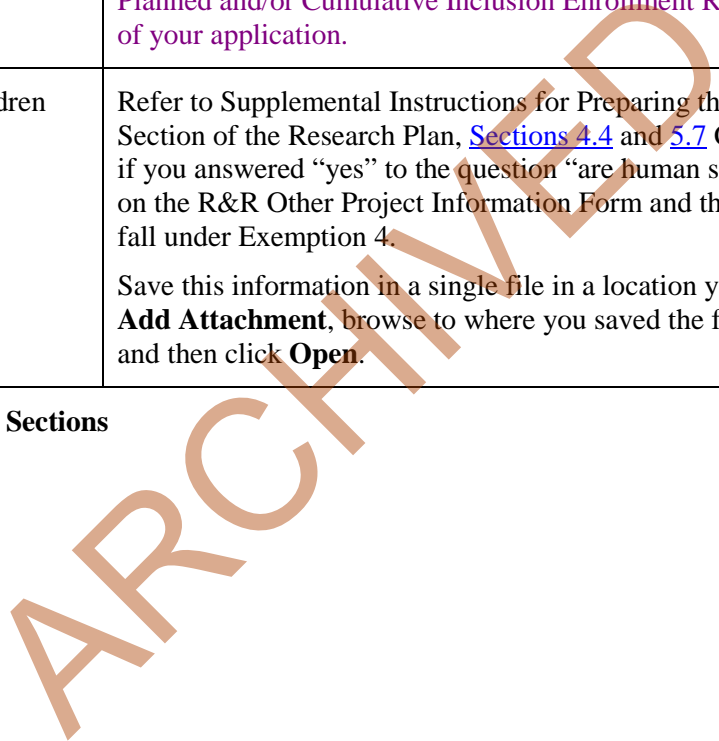 Planned and/or Cumulative Inclusion Enrollment R
of your application.
dren
Refer to Supplemental Instructions for Preparing th
Section of the Research Plan, Sections 4.4 and 5.7
if you answered “yes” to the question “are human s
on the R&R Other Project Information Form and th
fall under Exemption 4.
Save this information in a single file in a location y
Add Attachment, browse to where you saved the f
and then click Open.
Sections
ARCHIVED